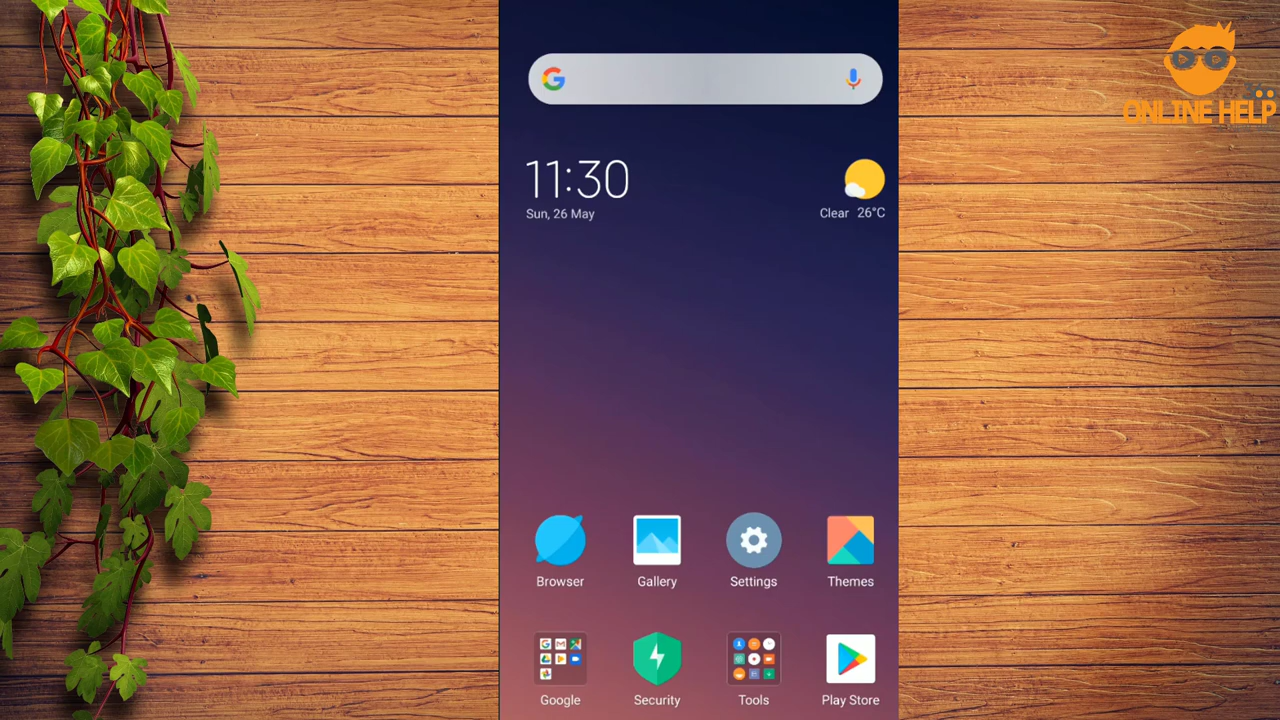 ONLINE HELP
11:30
Sun, 26 May
Clear 26°C
Browser Gallery Settings Themes
Google Security Tools Play Store